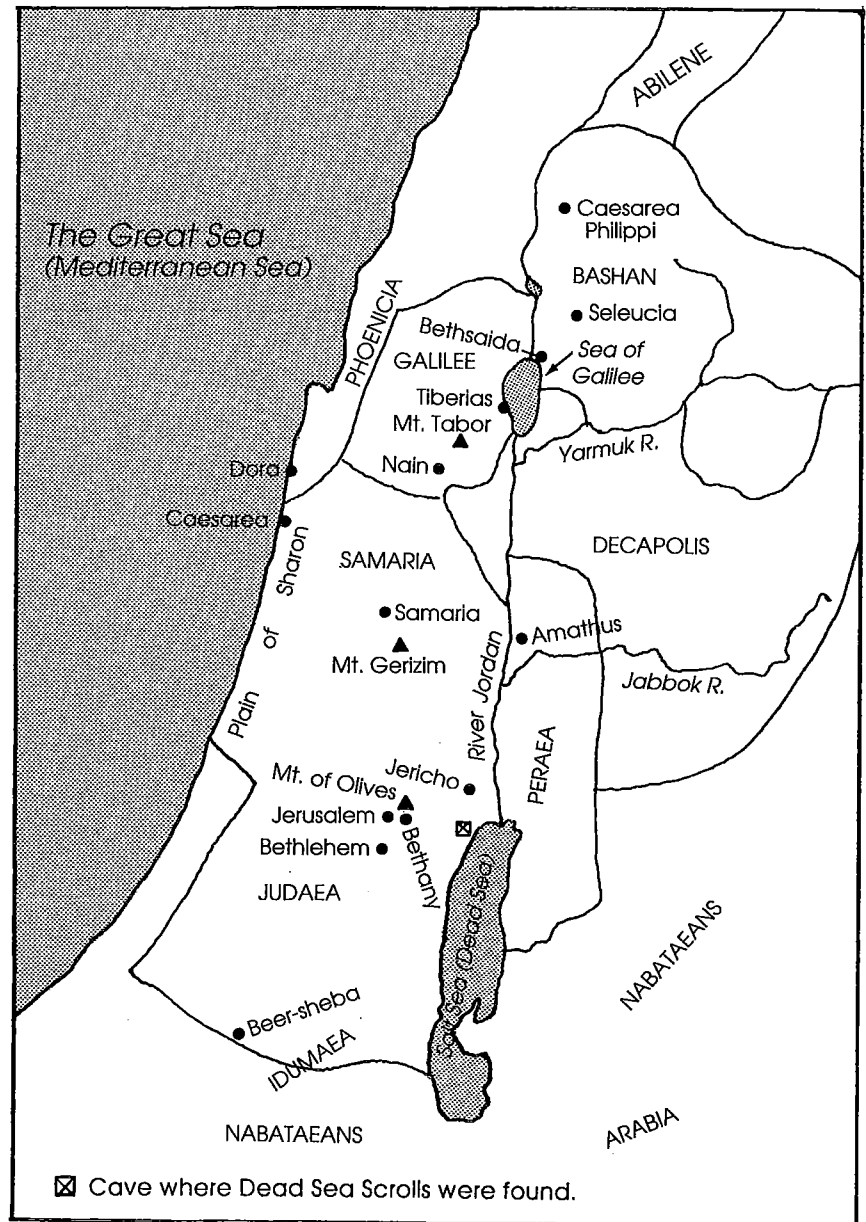 ABILENE
Caesarea
Philippi
The Great Sea
(Mediterranean Sea)
BASHAN
PHOENICIA
Seleucia
Bethsaida
Sea of
Galilee
GALILEE
Tiberias
Mt. Tabor
Yarmuk R.
Nain
Dora
Caesarea
DECAPOLIS
Plain of Sharon
SAMARIA
Samaria
Amathus
Mt. Gerizim
River Jordan
Jabbok R.
Jericho
PERAEA
Mt. of Olives
Jerusalem
Bethany
Bethlehem
JUDAEA
Salt Sea (Dead Sea)
NABATAEANS
Beer-sheba
IDUMAEA
NABATAEANS
ARABIA
Cave where Dead Sea Scrolls were found.